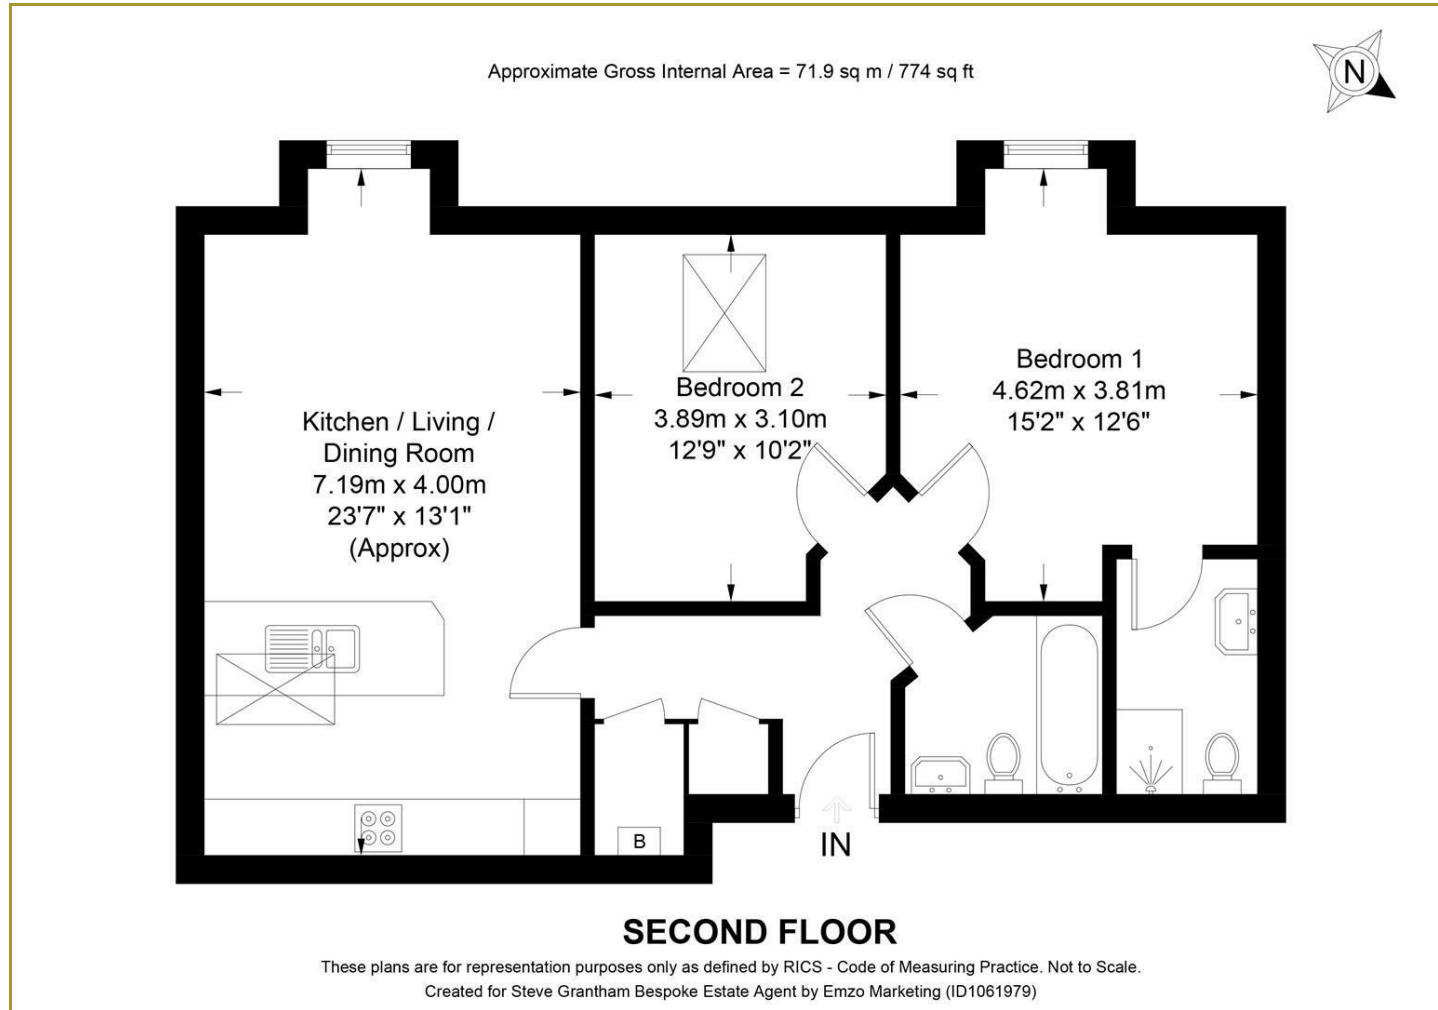 Approximate Gross Internal Area = 71.9 sq m / 774 sq ft
N
Kitchen / Living /
Dining Room
7.19m x 4.00m
23'7" x 13'1"
(Approx)
Bedroom 2
3.89m x 3.10m
12'9" x 10'2"
Bedroom 1
4.62m x 3.81m
15'2" x 12'6"
B
IN
SECOND FLOOR
These plans are for representation purposes only as defined by RICS - Code of Measuring Practice. Not to Scale.
Created for Steve Grantham Bespoke Estate Agent by Emzo Marketing (ID1061979)